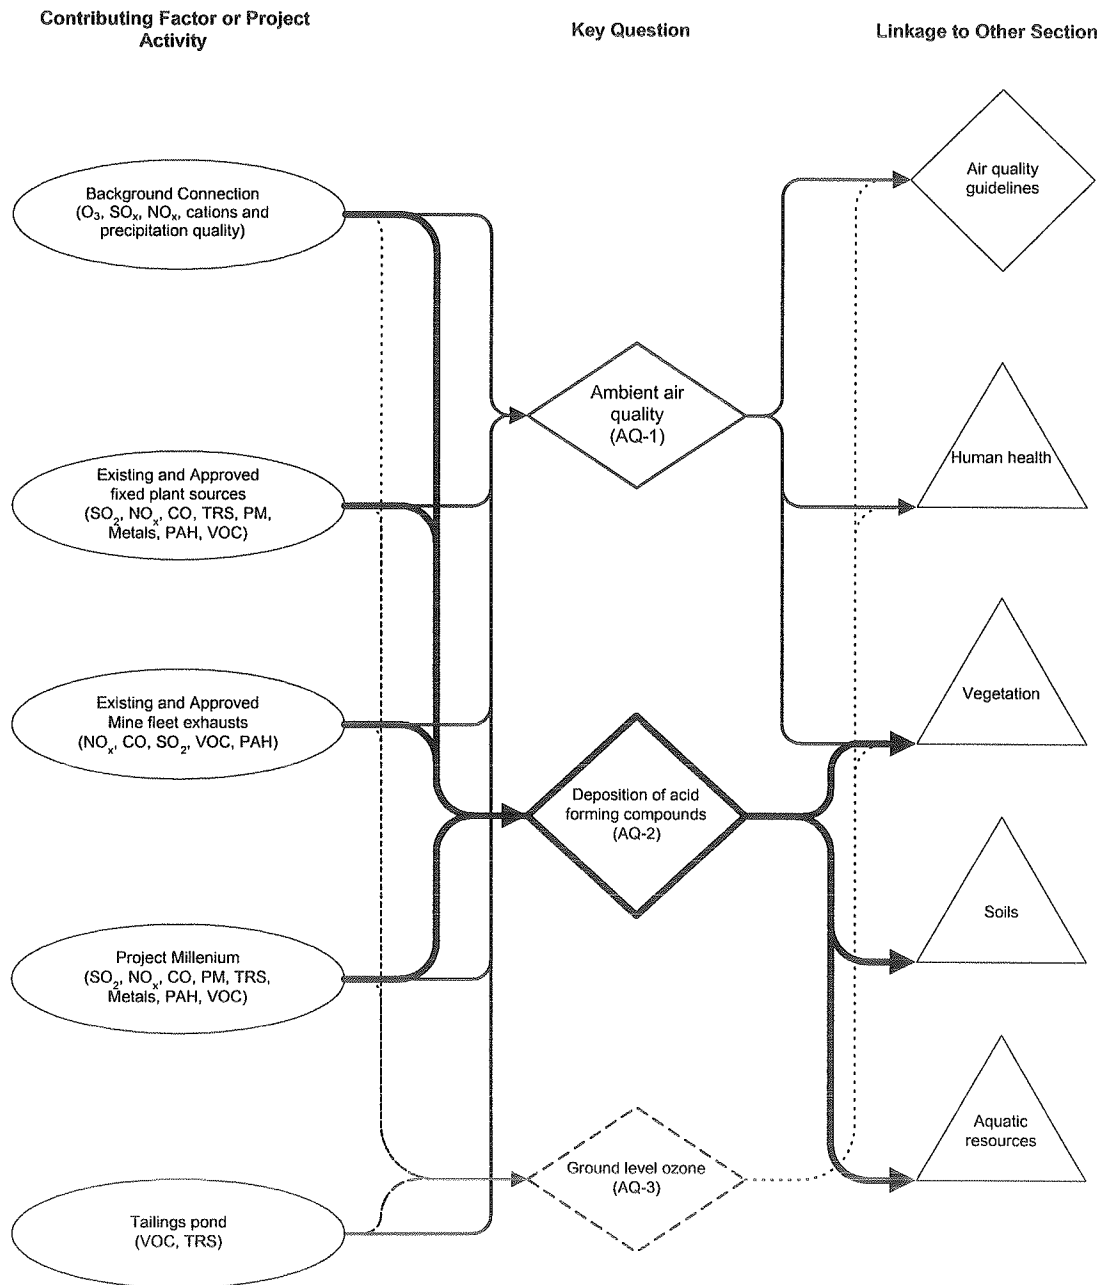 Contributing Factor or Project
Activity
Key Question
Linkage to Other Section
Background Connection
(O₃, SOₓ, NOₓ, cations and
precipitation quality)
Air quality
guidelines
Ambient air
quality
(AQ-1)
Human health
Existing and Approved
fixed plant sources
(SO₂, NOₓ, CO, TRS, PM,
Metals, PAH, VOC)
Existing and Approved
Mine fleet exhausts
(NOₓ, CO, SO₂, VOC, PAH)
Vegetation
Deposition of acid
forming compounds
(AQ-2)
Soils
Project Millenium
(SO₂, NOₓ, CO, PM, TRS,
Metals, PAH, VOC)
Aquatic
resources
Ground level ozone
(AQ-3)
Tailings pond
(VOC, TRS)